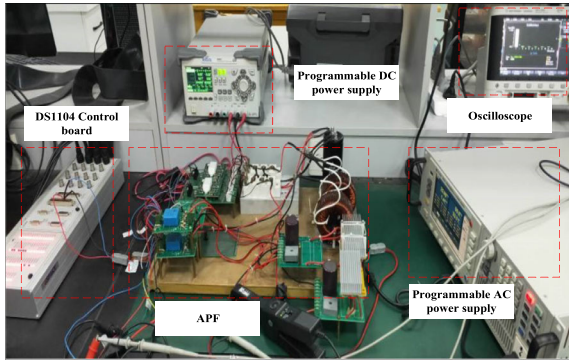 Programmable DC
power supply
Oscilloscope
DS1104 Control
board
Programmable AC
power supply
APF